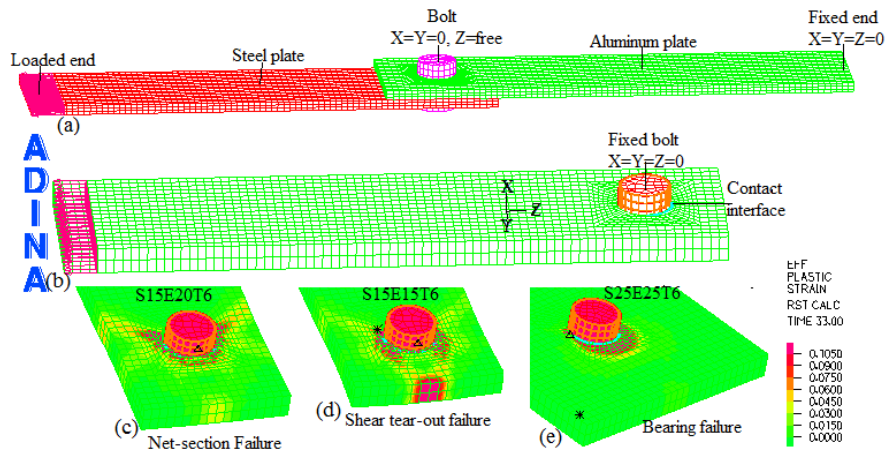 Bolt
X=Y=0, Z=free
Fixed end
X=Y=Z=0
Aluminum plate
Steel plate
Loaded end
(a)
ADINA
Fixed bolt
X=Y=Z=0
Contact
interface
X
Z
Y
(b)
S15E20T6
S15E15T6
S25E25T6
EFF
PLASTIC
STRAIN
RST CALC
TIME 33.00
0.1050
0.0900
0.0750
0.0600
0.0450
0.0300
0.0150
0.0000
(c)
Net-section Failure
(d)
Shear tear-out failure
(e)
Bearing failure